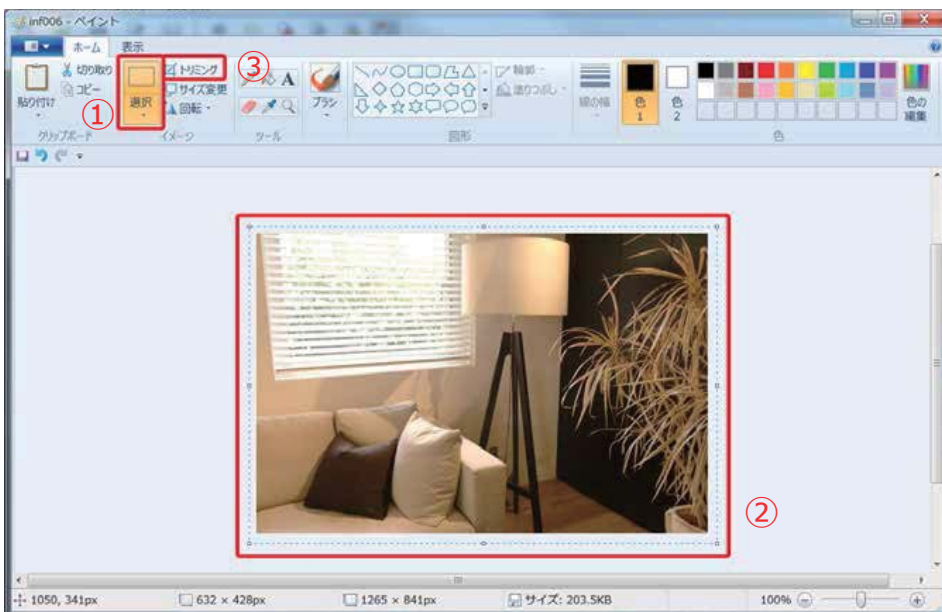 inf006 - ペイント
ホーム 表示
貼り付け
切り取り
コピー
クリップボード
①
選択
トリミング
サイズ変更
回転
イメージ
③
A
ツール
ブラシ
図形
輪郭
塗りつぶし
線の幅
色
1
色
2
色
色の
編集
②
1050, 341px
632 × 428px
1265 × 841px
サイズ: 203.5KB
100%